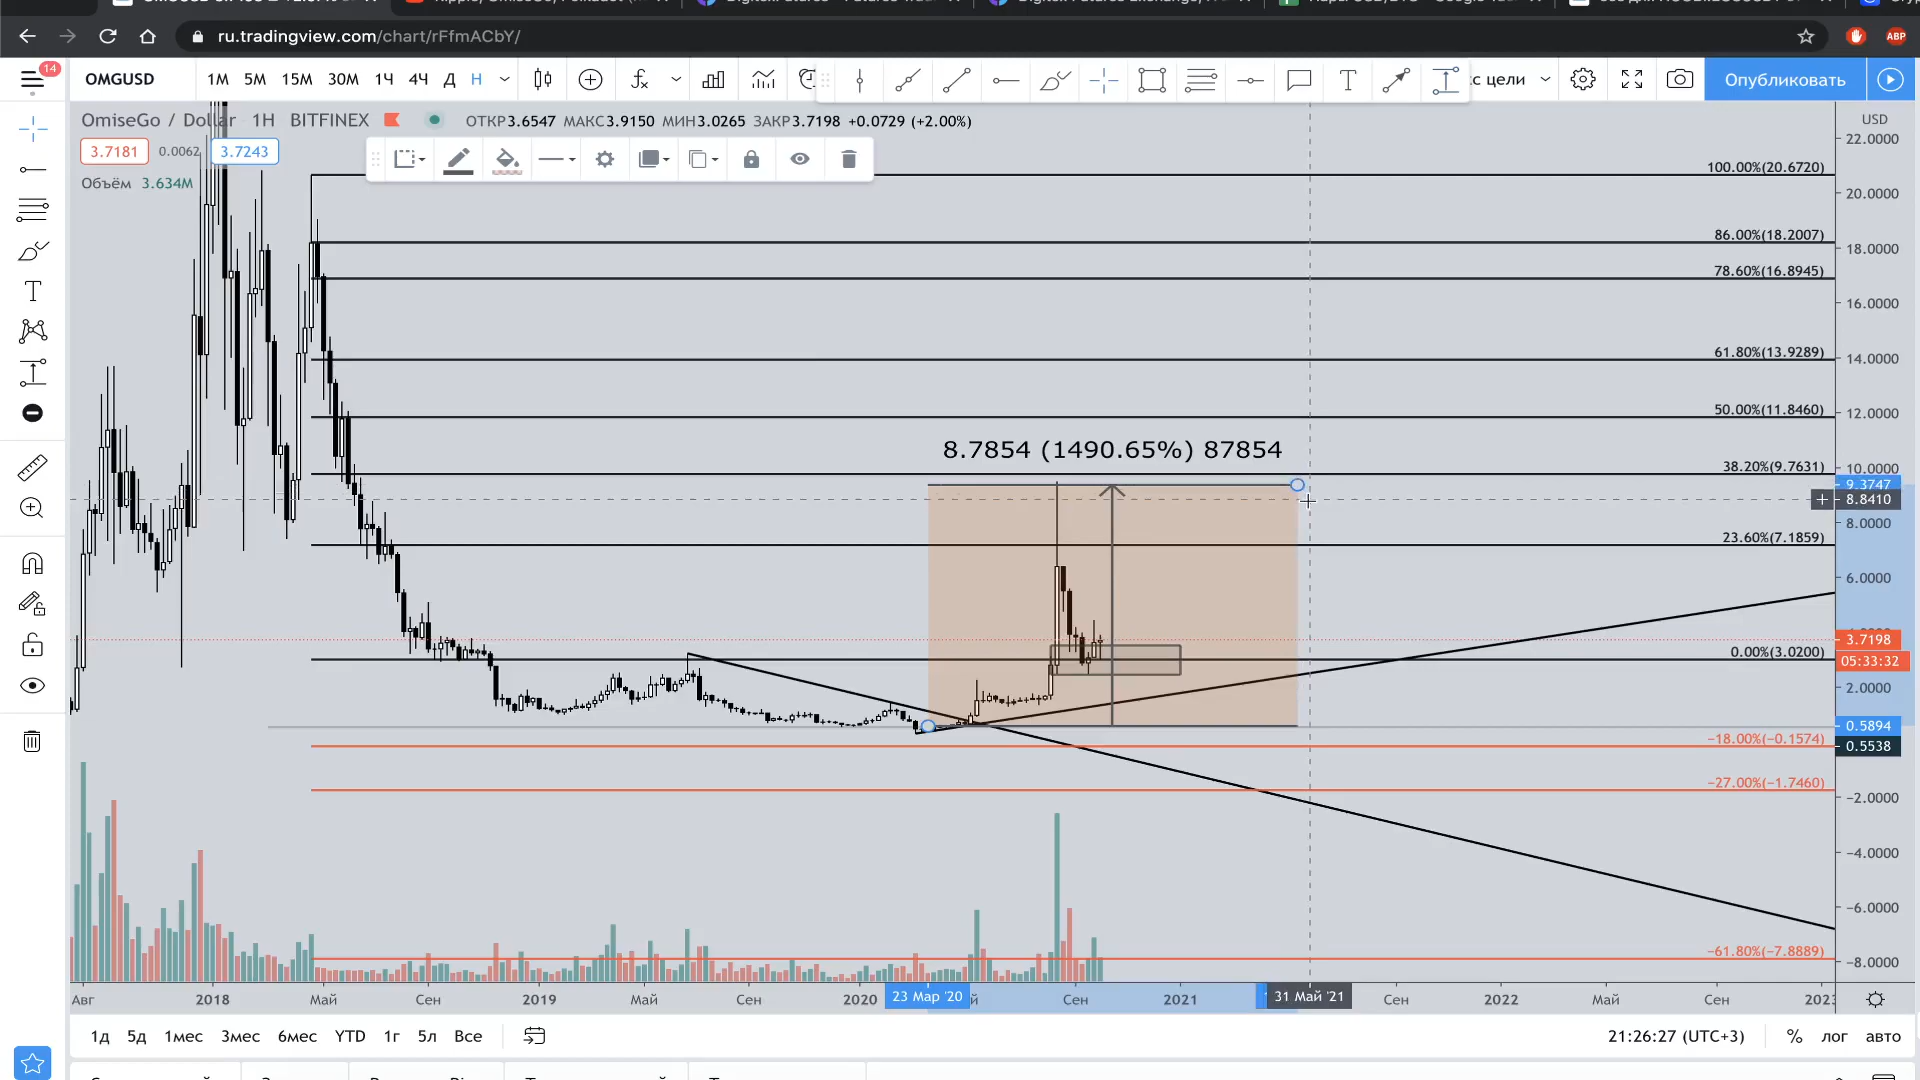 ru.tradingview.com/chart/rFfmACbY/
ABP
14
OMGUSD
1М 5М 15М 30М 1Ч 4Ч Д Н
с цели
Опубликовать
OmiseGo / Dollar 1Н BITFINEX
ОТКР3.6547 МАКС3.9150 МИН3.0265 ЗАКР3.7198 +0.0729 (+2.00%)
3.7181 0.0062 3.7243
Объём 3.634M
USD
22.0000
100.00%(20.6720)
20.0000
86.00%(18.2007)
18.0000
78.60%(16.8945)
16.0000
61.80%(13.9289)
14.0000
50.00%(11.8460)
12.0000
8.7854 (1490.65%) 87854
38.20%(9.7631)
10.0000
9.3747
8.8410
8.0000
23.60%(7.1859)
6.0000
3.7198
0.00%(3.0200)
05:33:32
2.0000
0.5894
−18.00%(−0.1574)
0.5538
−27.00%(−1.7460)
−2.0000
−4.0000
−6.0000
−61.80%(−7.8889)
−8.0000
Авг 2018 Май Сен 2019 Май Сен 2020 23 Мар '20 Сен 2021 31 Май '21 Сен 2022 Май Сен 2023
1д 5д 1мес 3мес 6мес YTD 1г 5л Все
21:26:27 (UTC+3) % лог авто